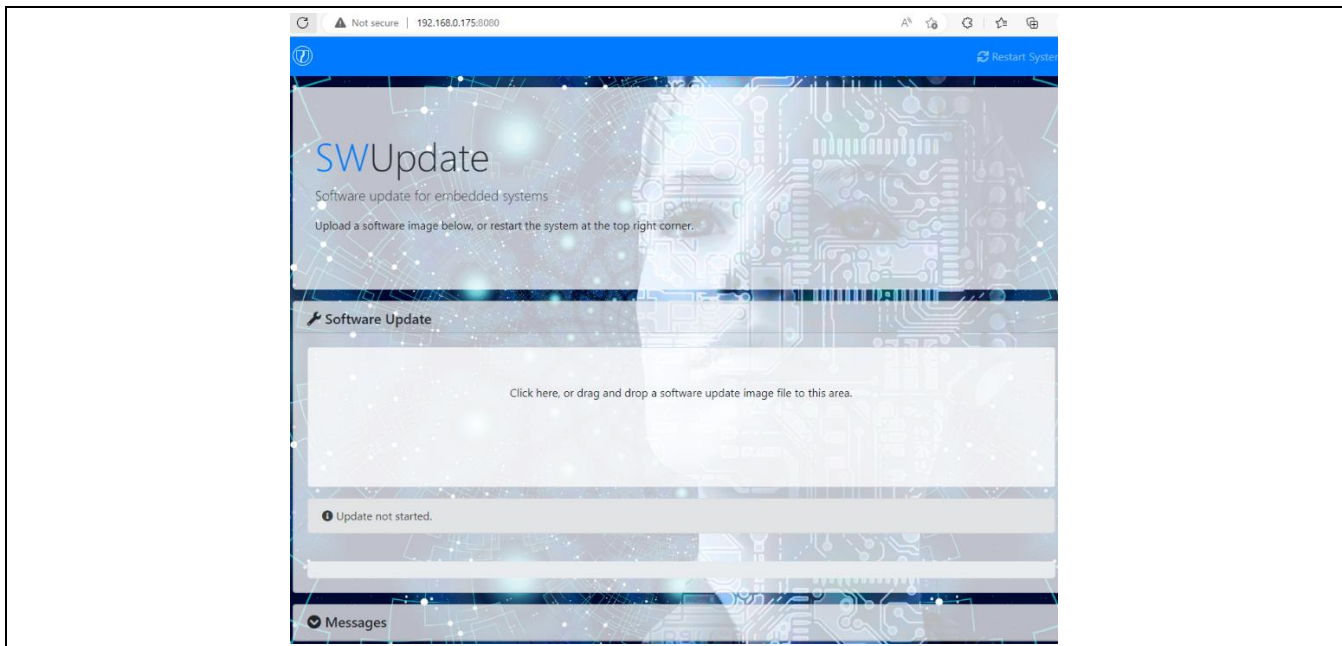 Not secure | 192.168.0.175:8080
Restart System
SWUpdate
Software update for embedded systems
Upload a software image below, or restart the system at the top right corner.
Software Update
Click here, or drag and drop a software update image file to this area.
Update not started.
Messages